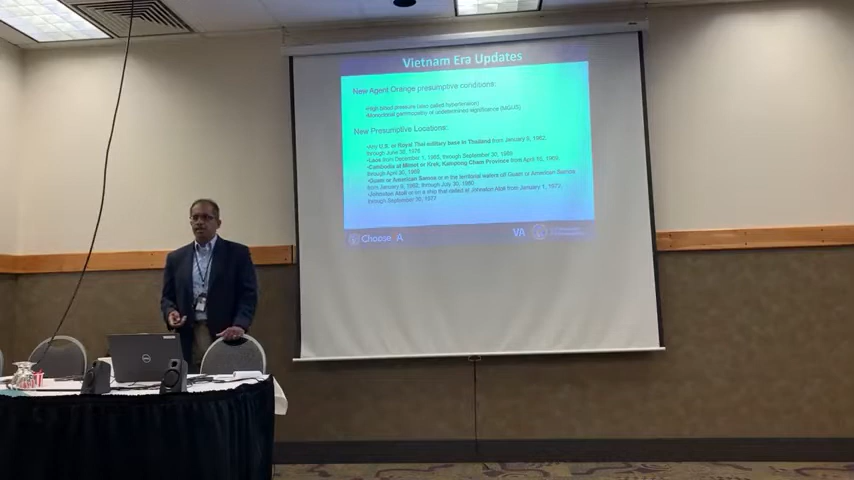 Vietnam Era Updates
New Agent Orange presumptive conditions:
•High blood pressure (also called hypertension)
•Monoclonal gammopathy of undetermined significance (MGUS)
New Presumptive Locations:
•Any U.S. or Royal Thai military base in Thailand from January 9, 1962,
through June 30, 1976
•Laos from December 1, 1965, through September 30, 1969
•Cambodia at Mimot or Krek, Kampong Cham Province from April 16, 1969,
through April 30, 1969
•Guam or American Samoa or in the territorial waters off Guam or American Samoa
from January 9, 1962, through July 30, 1980
•Johnston Atoll or on a ship that called at Johnston Atoll from January 1, 1972,
through September 30, 1977
Choose VA
VA
DELL